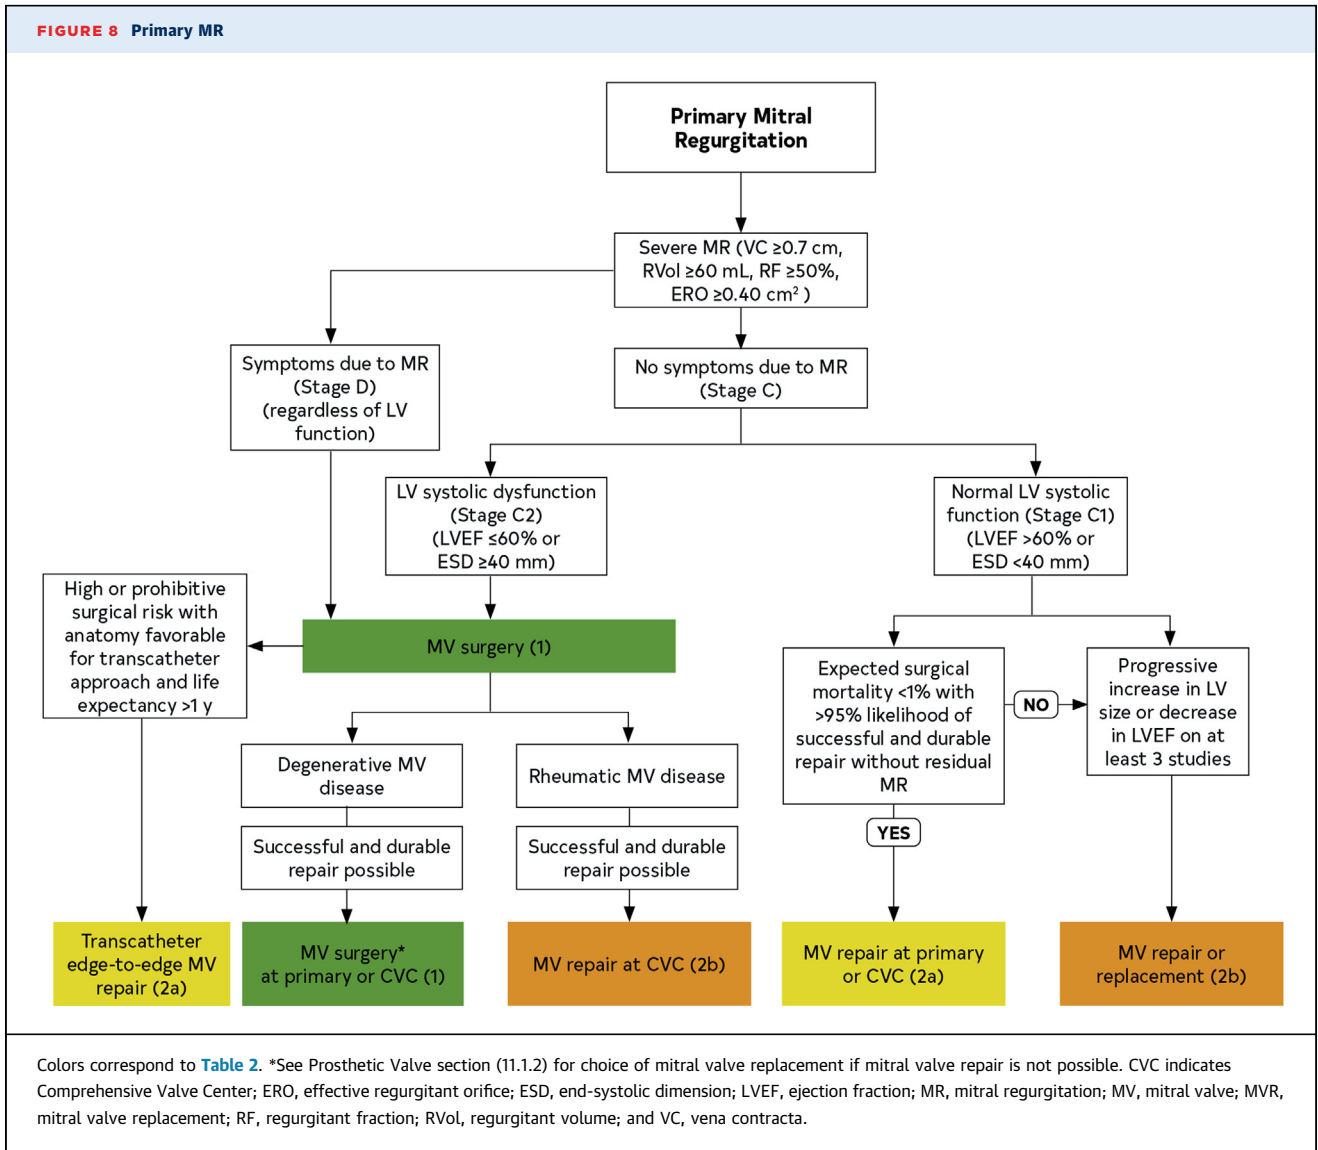 FIGURE 8 Primary MR
Primary Mitral
Regurgitation
Severe MR (VC ≥0.7 cm,
RVol ≥60 mL, RF ≥50%,
ERO ≥0.40 cm² )
Symptoms due to MR
(Stage D)
(regardless of LV
function)
No symptoms due to MR
(Stage C)
LV systolic dysfunction
(Stage C2)
(LVEF ≤60% or
ESD ≥40 mm)
Normal LV systolic
function (Stage C1)
(LVEF >60% or
ESD <40 mm)
High or prohibitive
surgical risk with
anatomy favorable
for transcatheter
approach and life
expectancy >1 y
MV surgery (1)
Expected surgical
mortality <1% with
>95% likelihood of
successful and durable
repair without residual
MR
NO
Progressive
increase in LV
size or decrease
in LVEF on at
least 3 studies
Degenerative MV
disease
Rheumatic MV disease
YES
Successful and durable
repair possible
Successful and durable
repair possible
Transcatheter
edge-to-edge MV
repair (2a)
MV surgery*
at primary or CVC (1)
MV repair at CVC (2b)
MV repair at primary
or CVC (2a)
MV repair or
replacement (2b)
Colors correspond to Table 2. *See Prosthetic Valve section (11.1.2) for choice of mitral valve replacement if mitral valve repair is not possible. CVC indicates
Comprehensive Valve Center; ERO, effective regurgitant orifice; ESD, end-systolic dimension; LVEF, ejection fraction; MR, mitral regurgitation; MV, mitral valve; MVR,
mitral valve replacement; RF, regurgitant fraction; RVol, regurgitant volume; and VC, vena contracta.